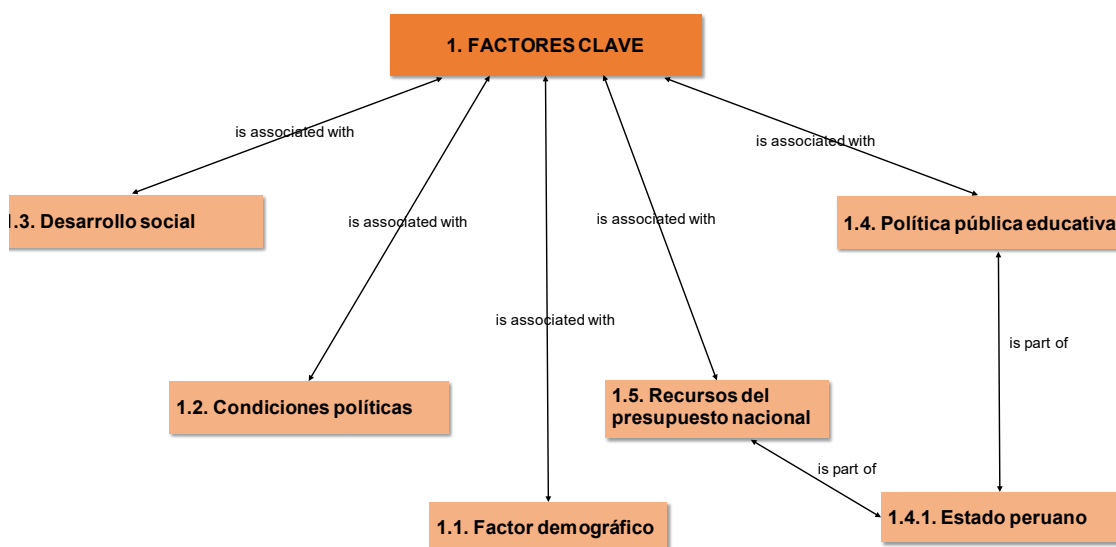 1. FACTORES CLAVE
is associated with
is associated with
1.3. Desarrollo social
is associated with
is associated with
1.4. Política pública educativa
is associated with
is part of
1.2. Condiciones políticas
1.5. Recursos del
presupuesto nacional
is part of
1.1. Factor demográfico
1.4.1. Estado peruano